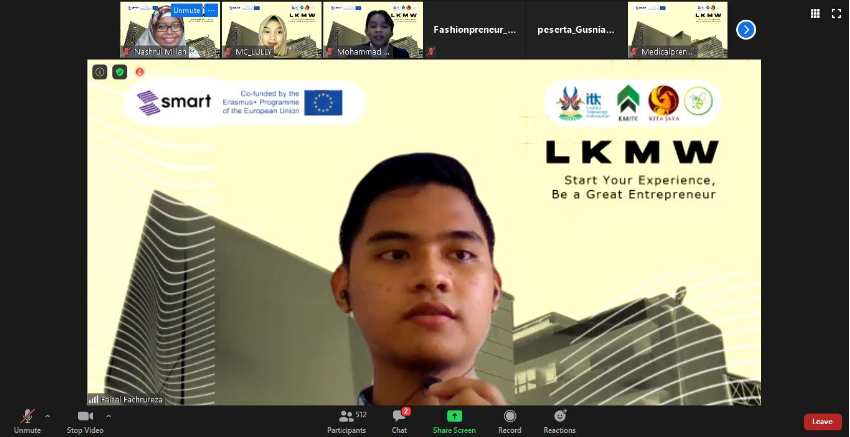 Unmute ...
Nashrul Millah
MC_LULLY
Mohammad ...
Fashionpreneur_...
peserta_Gusnia...
Medicalpren...
smart
Co-funded by the
Erasmus+ Programme
of the European Union
itk
KMITK
KITA JAYA
LKMW
Start Your Experience,
Be a Great Entrepreneur
Faizal Fachrureza
Unmute
Stop Video
Participants
512
Chat
2
Share Screen
Record
Reactions
Leave